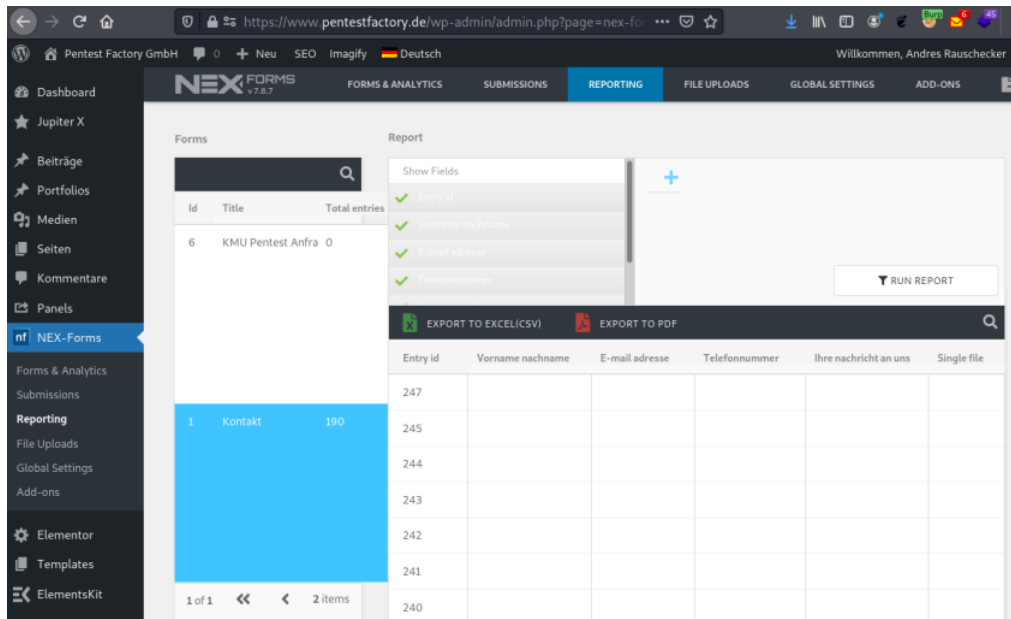 https://www.pentestfactory.de/wp-admin/admin.php?page=nex-for ...
Burp
6
45
Pentest Factory GmbH 0 + Neu SEO Imagify Deutsch Willkommen, Andres Rauschecker
Dashboard
Jupiter X
Beiträge
Portfolios
Medien
Seiten
Kommentare
Panels
nf NEX-Forms
Forms & Analytics
Submissions
Reporting
File Uploads
Global Settings
Add-ons
Elementor
Templates
ElementsKit
NEX FORMS v 7.8.7
FORMS & ANALYTICS SUBMISSIONS REPORTING FILE UPLOADS GLOBAL SETTINGS ADD-ONS
Forms
Id Title Total entries
6 KMU Pentest Anfra 0
1 Kontakt 190
1 of 1 2 items
Report
Show Fields
Entry id
Vorname nachname
E-mail adresse
Telefonnummer
+
RUN REPORT
EXPORT TO EXCEL(CSV) EXPORT TO PDF
Entry id Vorname nachname E-mail adresse Telefonnummer Ihre nachricht an uns Single file
247
245
244
243
242
241
240